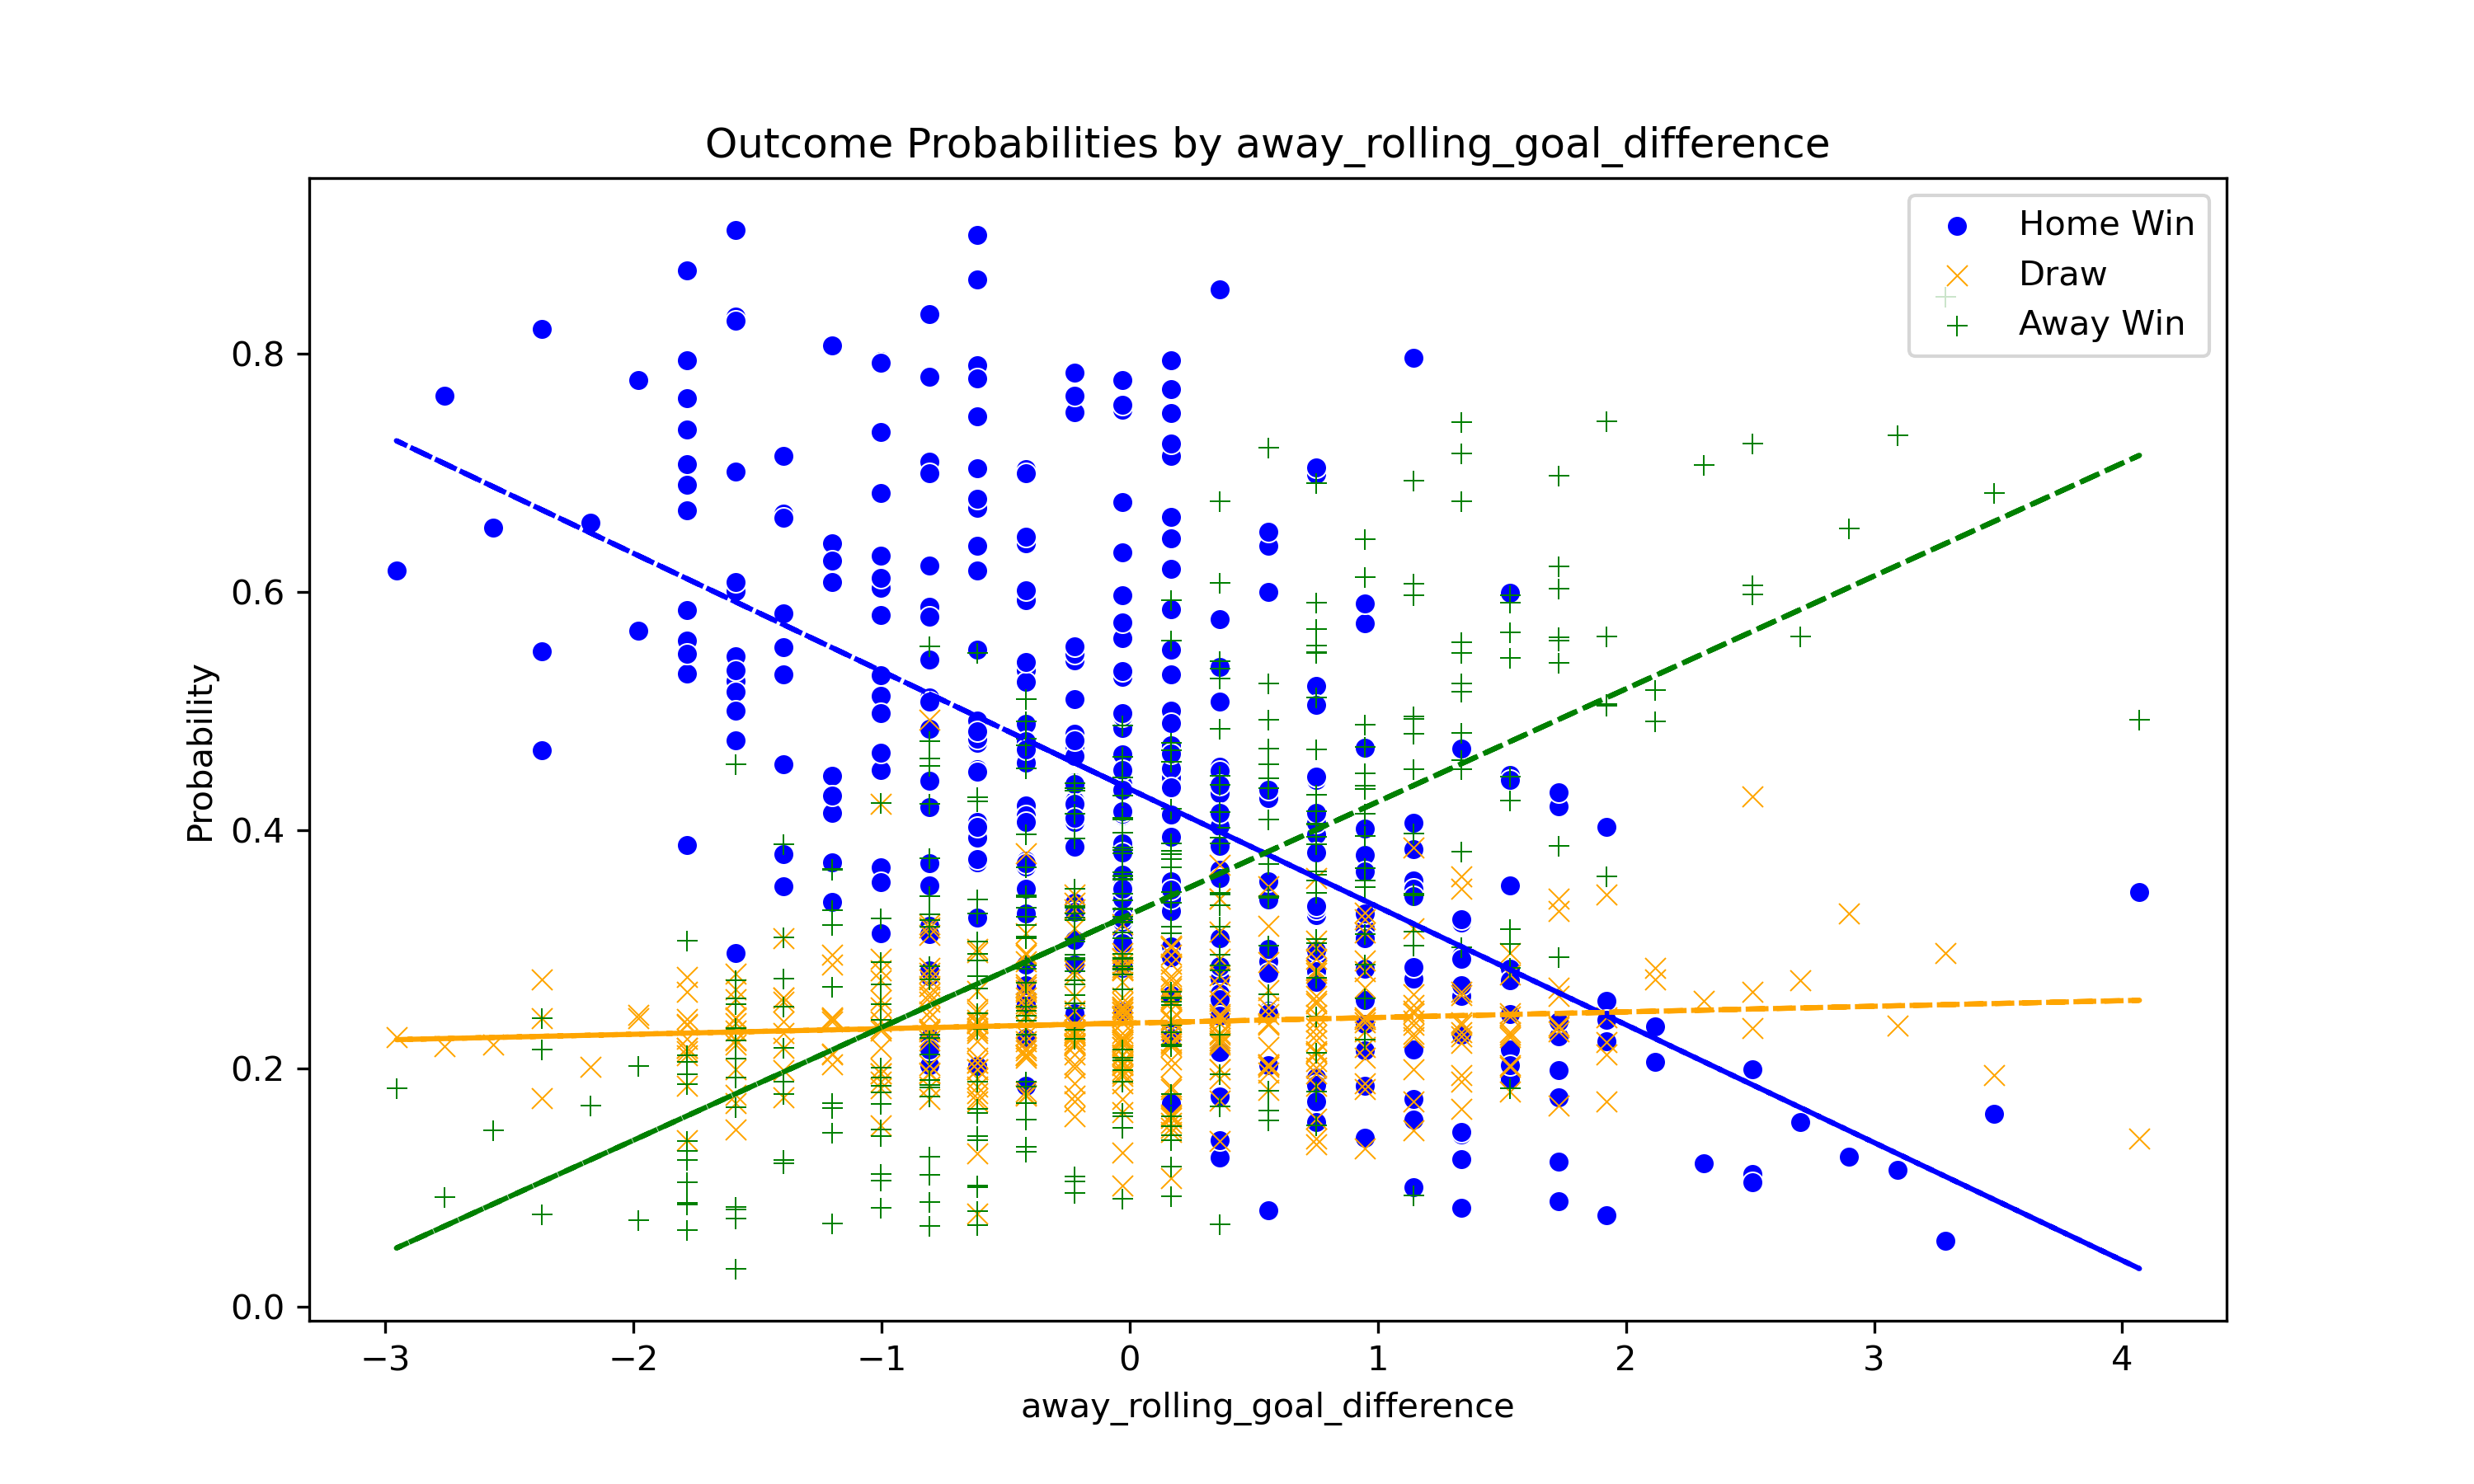 Outcome Probabilities by away_rolling_goal_difference
Home Win
Draw
Away Win
0.8
0.6
0.4
0.2
0.0
Probability
−3 −2 −1 0 1 2 3 4
away_rolling_goal_difference